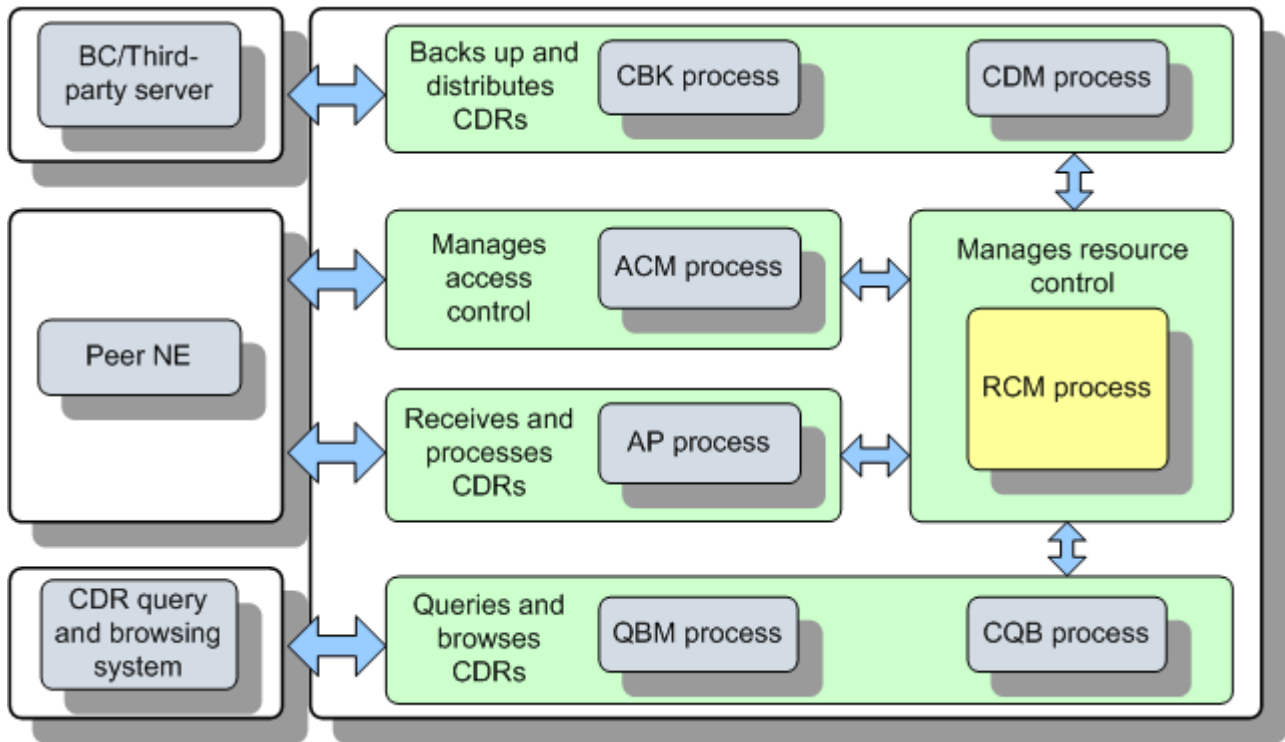 BC/Third-
party server
Backs up and
distributes
CDRs
CBK process
CDM process
Peer NE
Manages
access
control
ACM process
Manages resource
control
RCM process
Receives and
processes
CDRs
AP process
CDR query
and browsing
system
Queries and
browses
CDRs
QBM process
CQB process